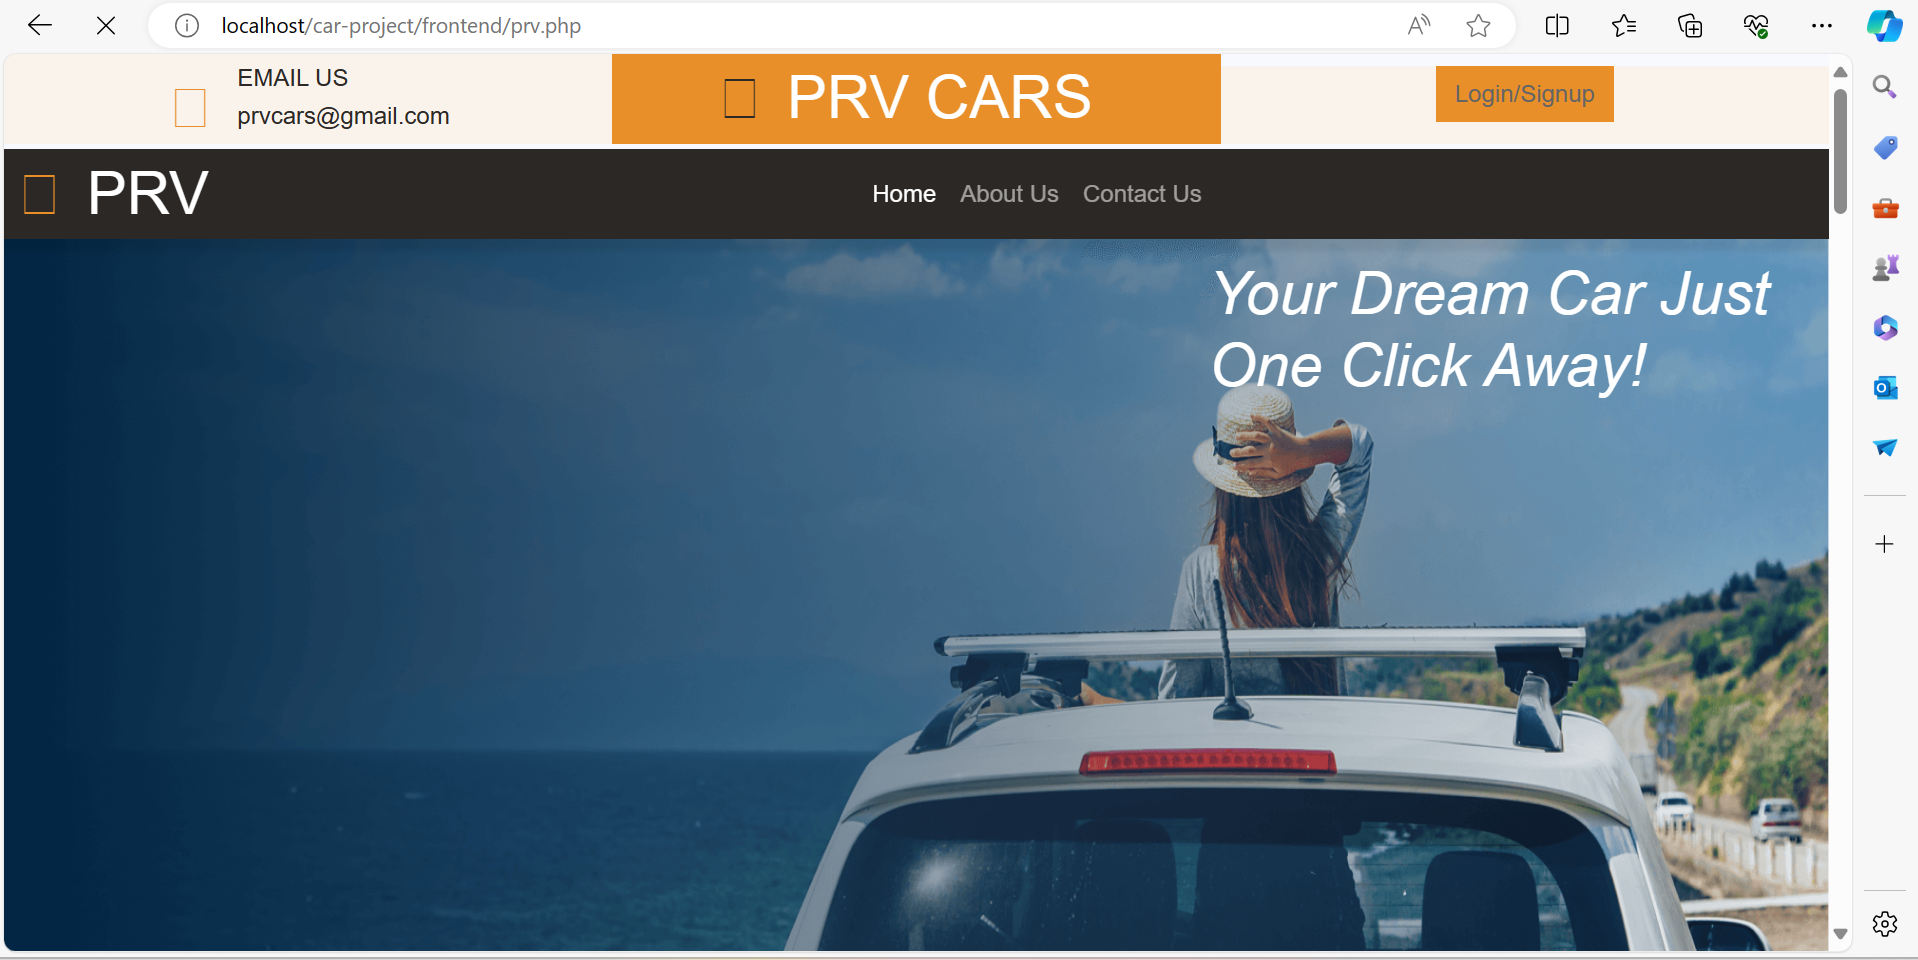 localhost/car-project/frontend/prv.php
EMAIL US
prvcars@gmail.com
PRV CARS
Login/Signup
PRV
Home About Us Contact Us
Your Dream Car Just
One Click Away!